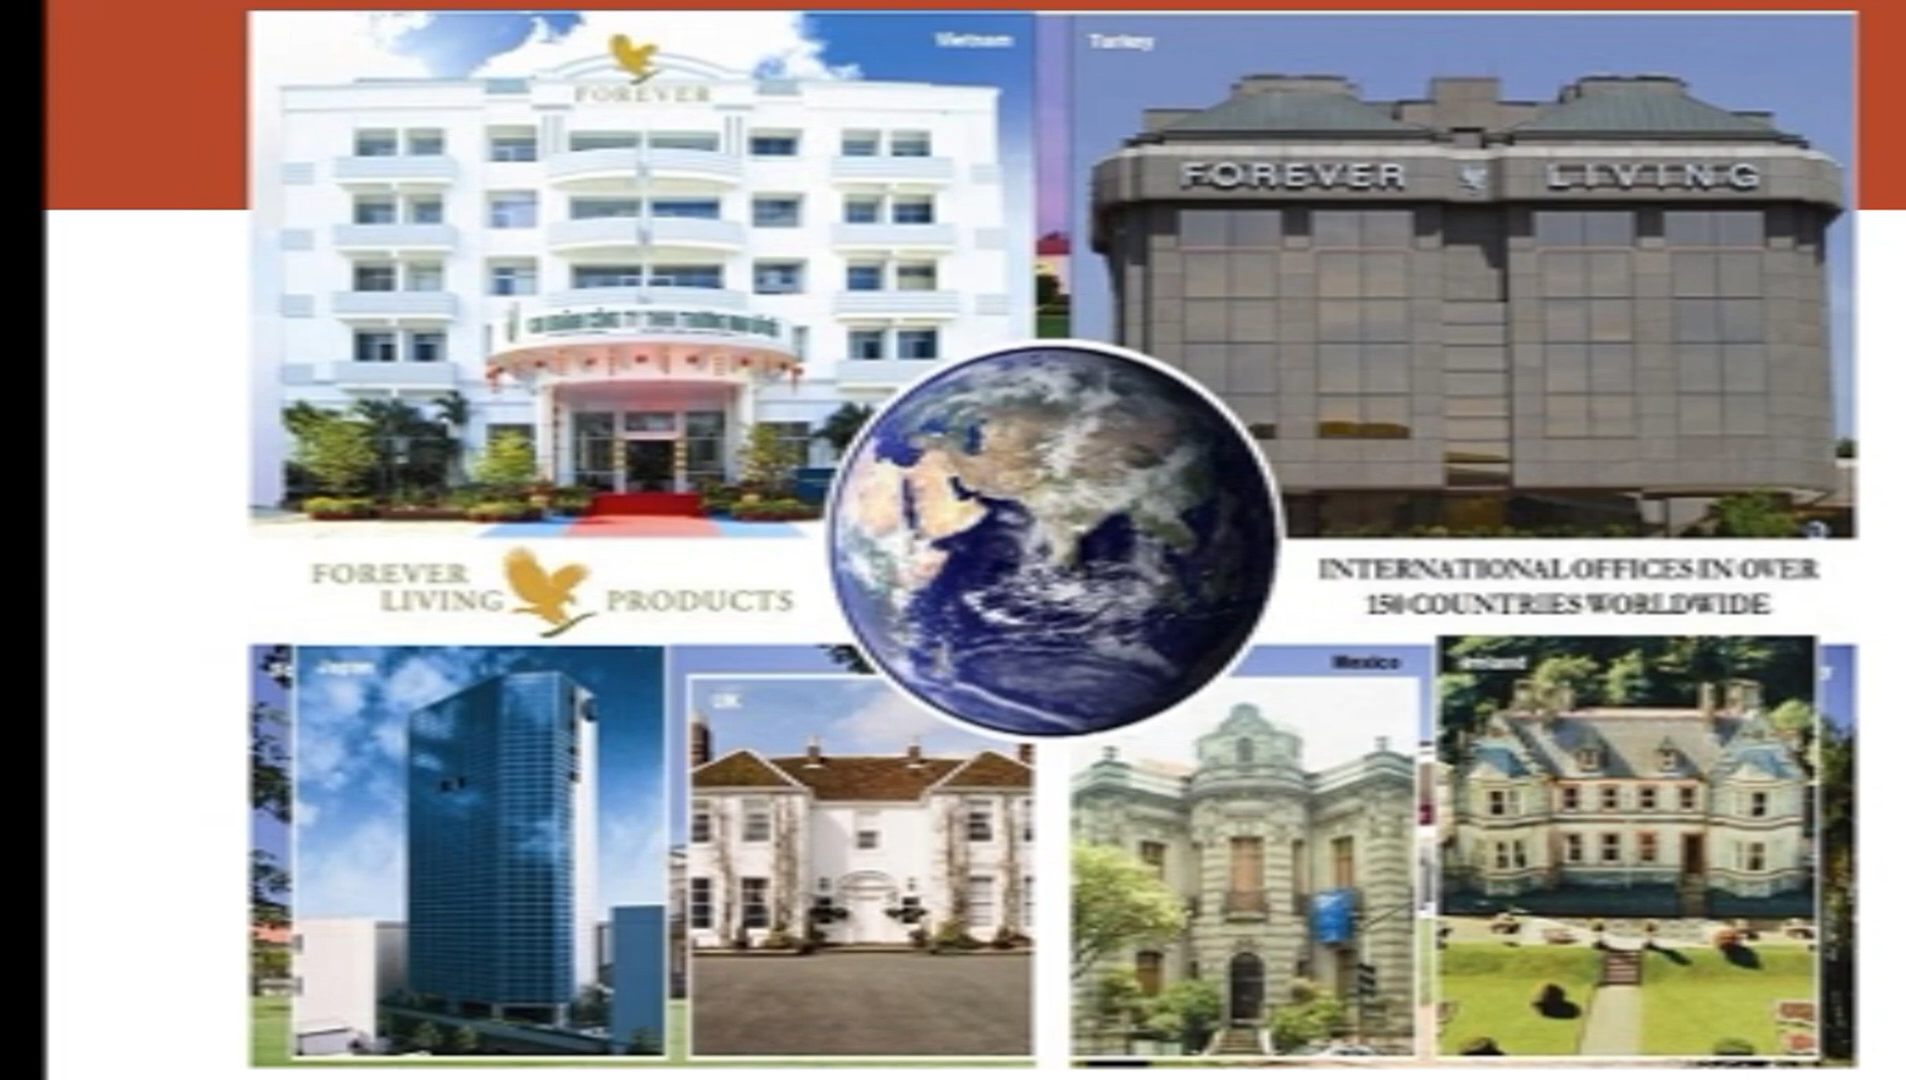 Vietnam
Turkey
FOREVER
FOREVER LIVING
FOREVER
LIVING PRODUCTS
INTERNATIONAL OFFICES IN OVER
150 COUNTRIES WORLDWIDE
Japan
UK
Mexico
Ireland